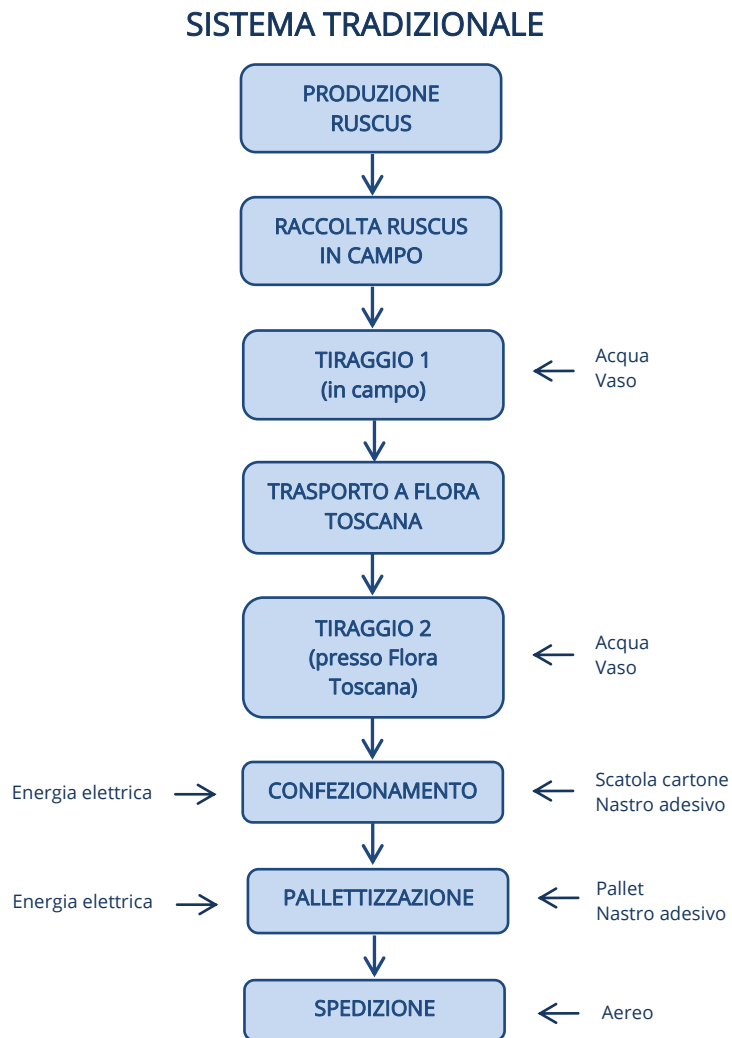 SISTEMA TRADIZIONALE
PRODUZIONE
RUSCUS
RACCOLTA RUSCUS
IN CAMPO
TIRAGGIO 1
(in campo)
Acqua
Vaso
TRASPORTO A FLORA
TOSCANA
TIRAGGIO 2
(presso Flora
Toscana)
Acqua
Vaso
Energia elettrica
CONFEZIONAMENTO
Scatola cartone
Nastro adesivo
Energia elettrica
PALLETTIZZAZIONE
Pallet
Nastro adesivo
SPEDIZIONE
Aereo